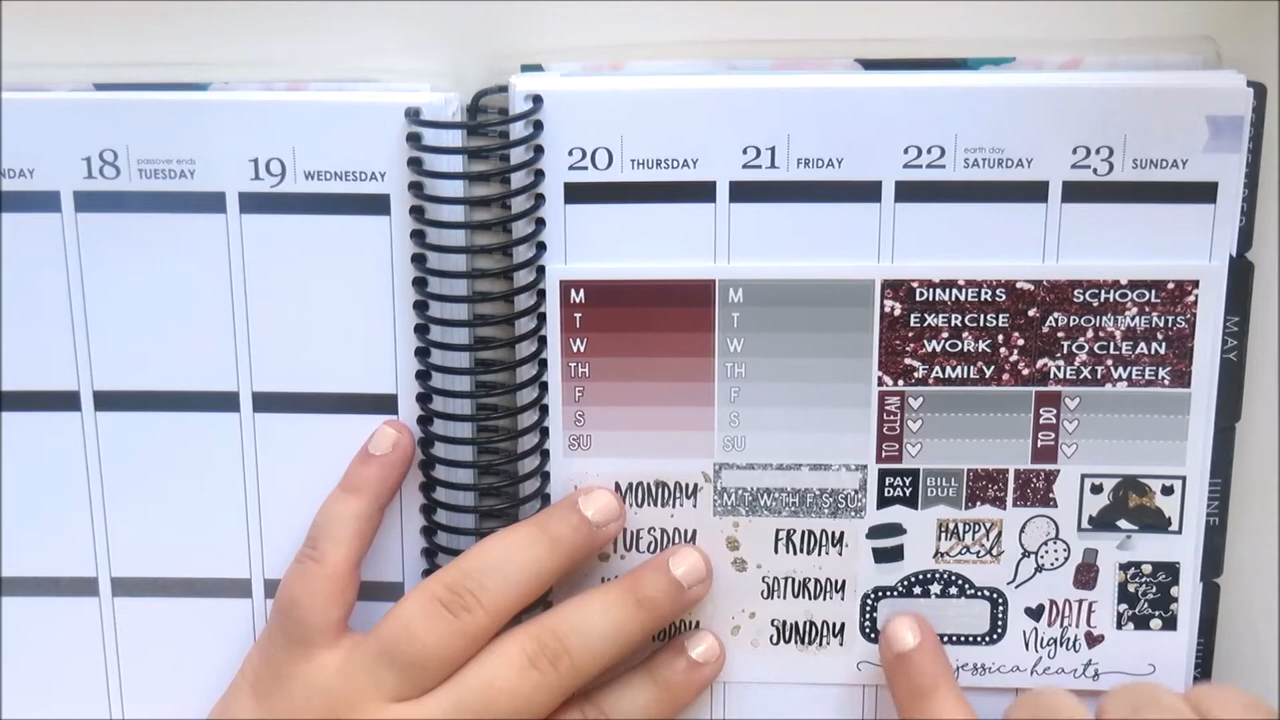 NDAY
18 passover ends TUESDAY
19 WEDNESDAY
20 THURSDAY
21 FRIDAY
22 earth day SATURDAY
23 SUNDAY
M
T
W
TH
F
S
SU
M
T
W
TH
F
S
SU
DINNERS
EXERCISE
WORK
FAMILY
SCHOOL
APPOINTMENTS
TO CLEAN
NEXT WEEK
TO CLEAN
TO DO
MONDAY
TUESDAY
M T W TH F S SU
FRIDAY
SATURDAY
SUNDAY
PAY
DAY
BILL
DUE
HAPPY
mail
DATE
Night
time
to
plan
jessica hearts
MAY
JUNE